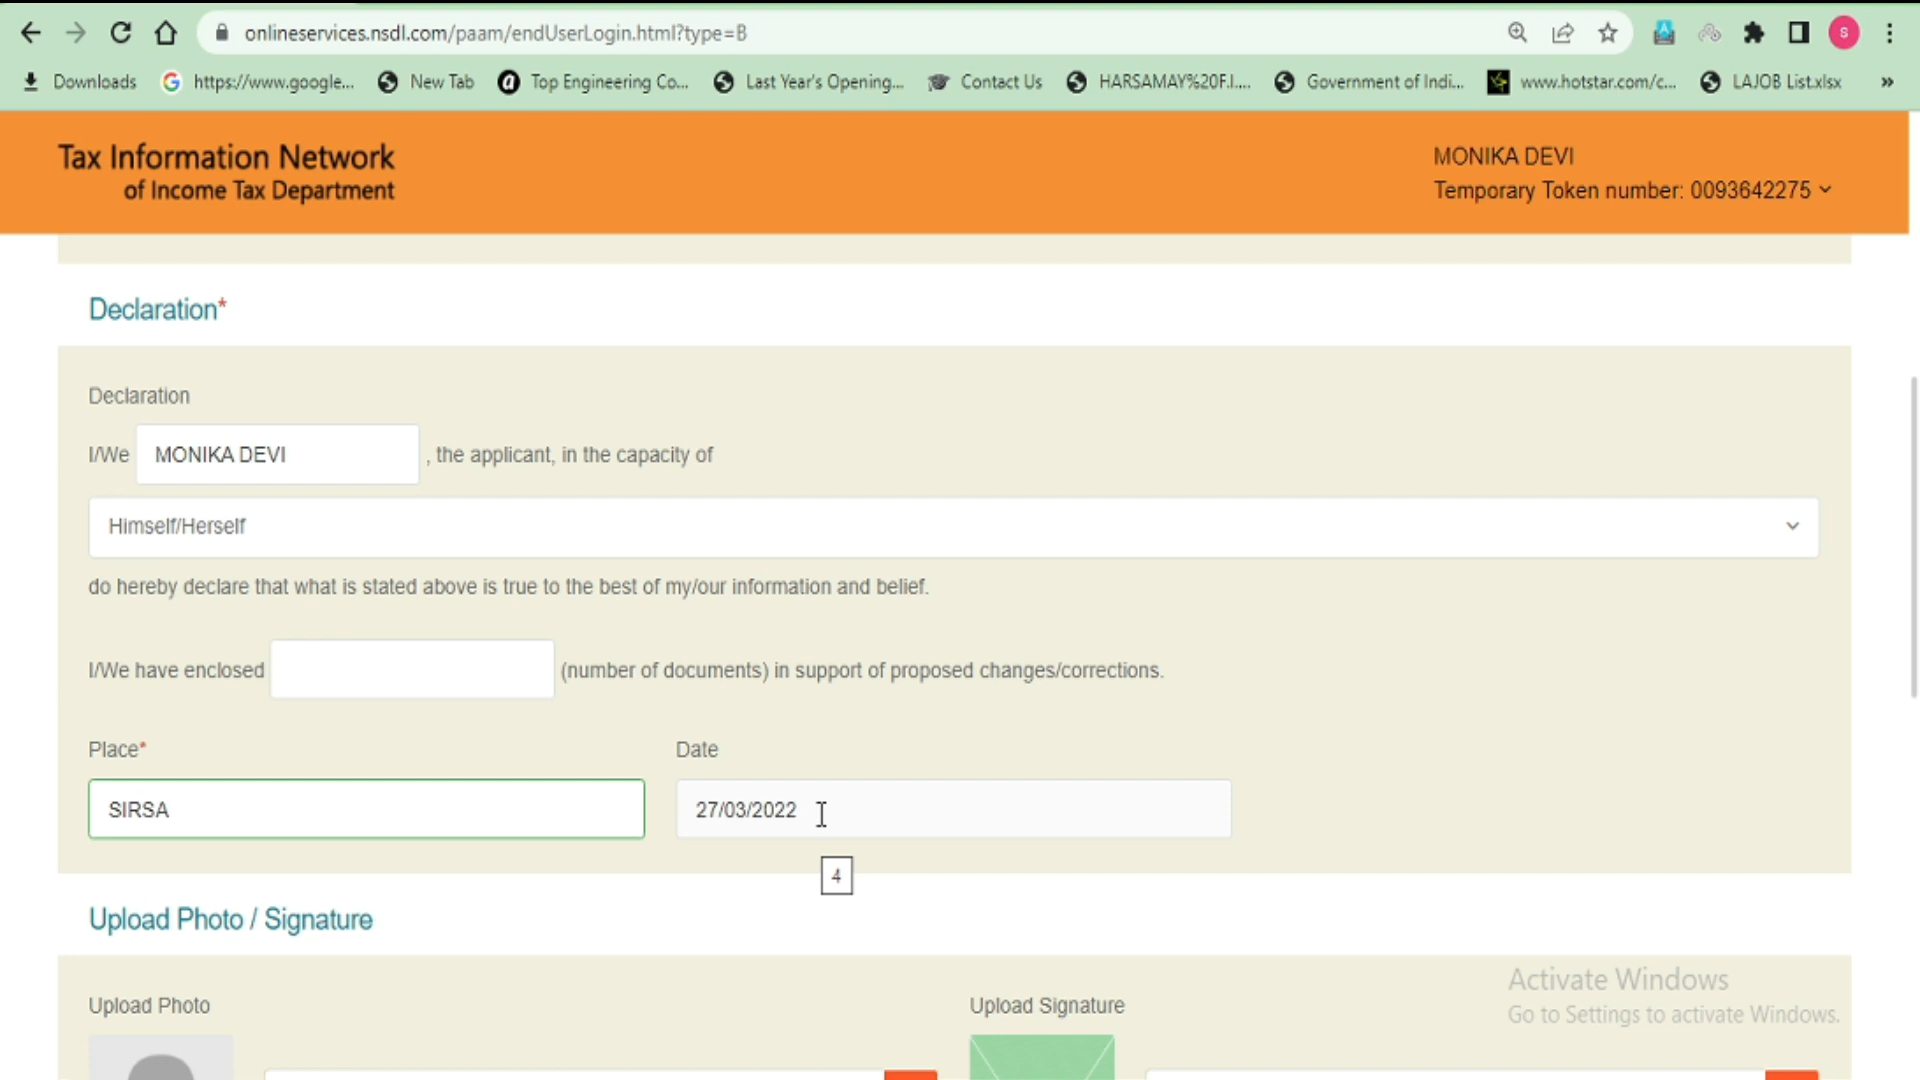 onlineservices.nsdl.com/paam/endUserLogin.html?type=B
S
Downloads https://www.google... New Tab Top Engineering Co... Last Year's Opening... Contact Us HARSAMAY%20F.I.... Government of Indi... www.hotstar.com/c... LAJOB List.xlsx »
Tax Information Network
of Income Tax Department
MONIKA DEVI
Temporary Token number: 0093642275
Declaration*
Declaration
I/We MONIKA DEVI , the applicant, in the capacity of
Himself/Herself
do hereby declare that what is stated above is true to the best of my/our information and belief.
I/We have enclosed (number of documents) in support of proposed changes/corrections.
Place* Date
SIRSA 27/03/2022
4
Upload Photo / Signature
Upload Photo Upload Signature
Activate Windows
Go to Settings to activate Windows.